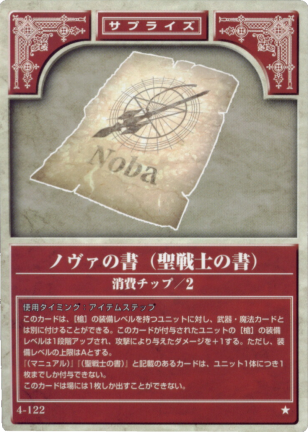 サプライズ
Noba
ノヴァの書（聖戦士の書）
消費チップ／2
使用タイミング アイテムステップ
このカードは、【槍】の装備レベルを持つユニットに対し、武器・魔法カードと
は別に付けることができる。このカードが付与されたユニットの【槍】の装備
レベルは1段階アップされ、攻撃により与えたダメージを＋1する。ただし、装備
レベルの上限はAとする。
『（マニュアル）』『（聖戦士の書）』と記載のあるカードは、ユニット1体につき1
枚までしか付与できない。
このカードは場には1枚しか出すことができない。
4-122
★